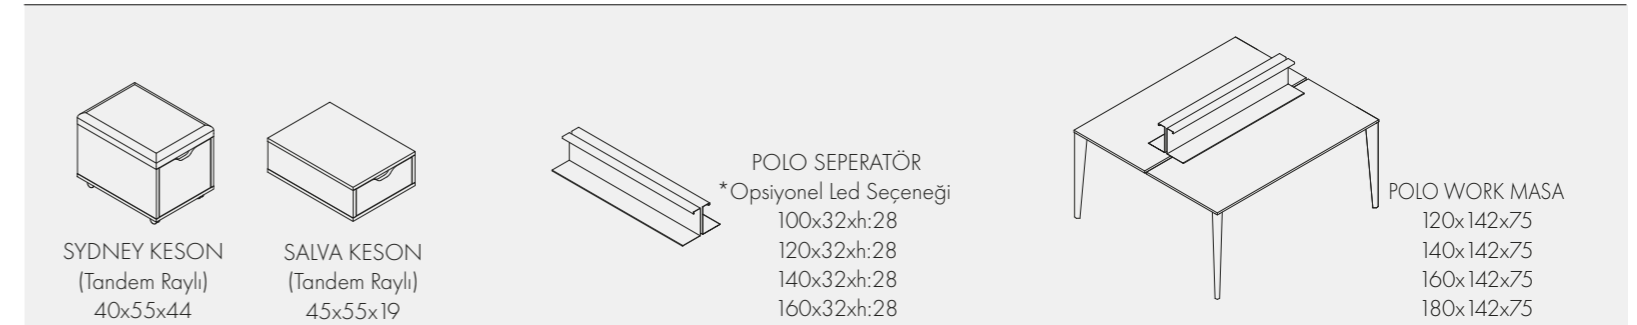 SYDNEY KESON
(Tandem Raylı)
40x55x44
SALVA KESON
(Tandem Raylı)
45x55x19
POLO SEPERATÖR
*Opsiyonel Led Seçeneği
100x32xh:28
120x32xh:28
140x32xh:28
160x32xh:28
POLO WORK MASA
120x142x75
140x142x75
160x142x75
180x142x75